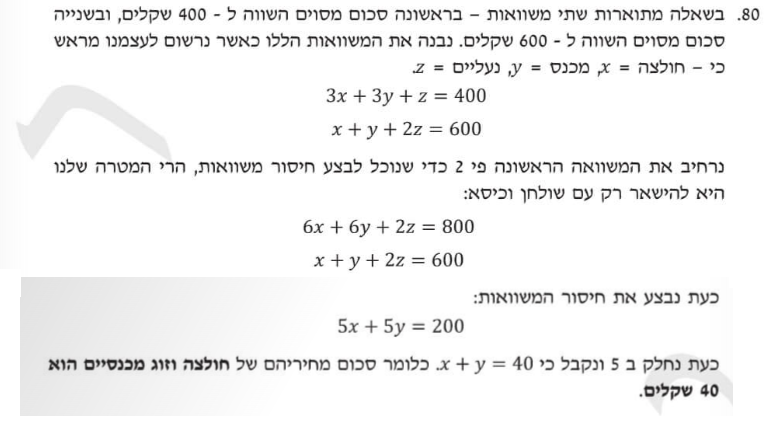 80. בשאלה מתוארות שתי משוואות – בראשונה סכום מסוים השווה ל - 400 שקלים, ובשנייה
סכום מסוים השווה ל - 600 שקלים. נבנה את המשוואות הללו כאשר נרשום לעצמנו מראש
כי – חולצה = x, מכנס = y, נעליים = z.
3x + 3y + z = 400
x + y + 2z = 600
נרחיב את המשוואה הראשונה פי 2 כדי שנוכל לבצע חיסור משוואות, הרי המטרה שלנו
היא להישאר רק עם שולחן וכיסא:
6x + 6y + 2z = 800
x + y + 2z = 600
כעת נבצע את חיסור המשוואות:
5x + 5y = 200
כעת נחלק ב 5 ונקבל כי x + y = 40. כלומר סכום מחיריהם של חולצה וזוג מכנסיים הוא
40 שקלים.